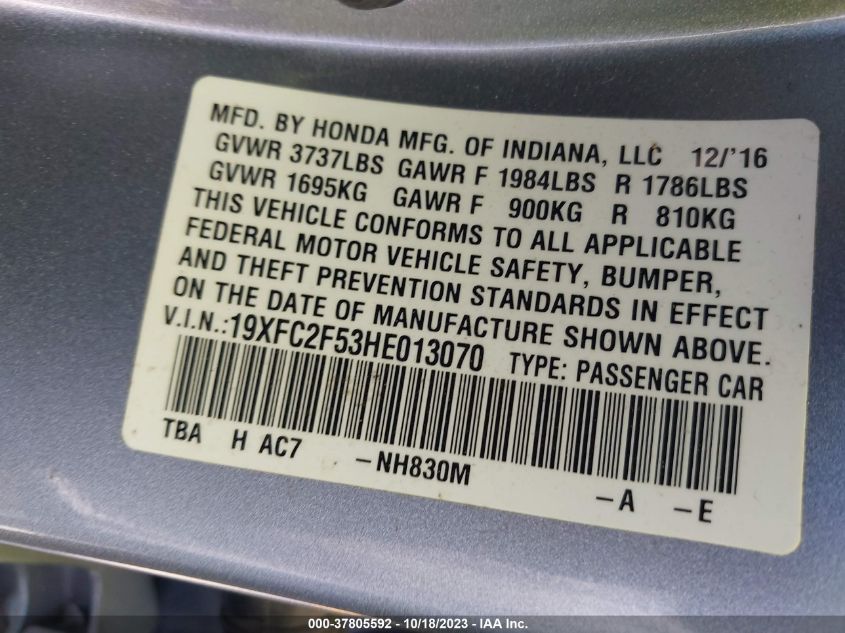 MFD. BY HONDA MFG. OF INDIANA, LLC 12/'16
GVWR 3737LBS GAWR F 1984LBS R 1786LBS
GVWR 1695KG GAWR F 900KG R 810KG
THIS VEHICLE CONFORMS TO ALL APPLICABLE
FEDERAL MOTOR VEHICLE SAFETY, BUMPER,
AND THEFT PREVENTION STANDARDS IN EFFECT
ON THE DATE OF MANUFACTURE SHOWN ABOVE.
V.I.N.:19XFC2F53HE013070 TYPE: PASSENGER CAR
TBA H AC7 -NH830M -A -E
000-37805592 - 10/18/2023 - IAA Inc.